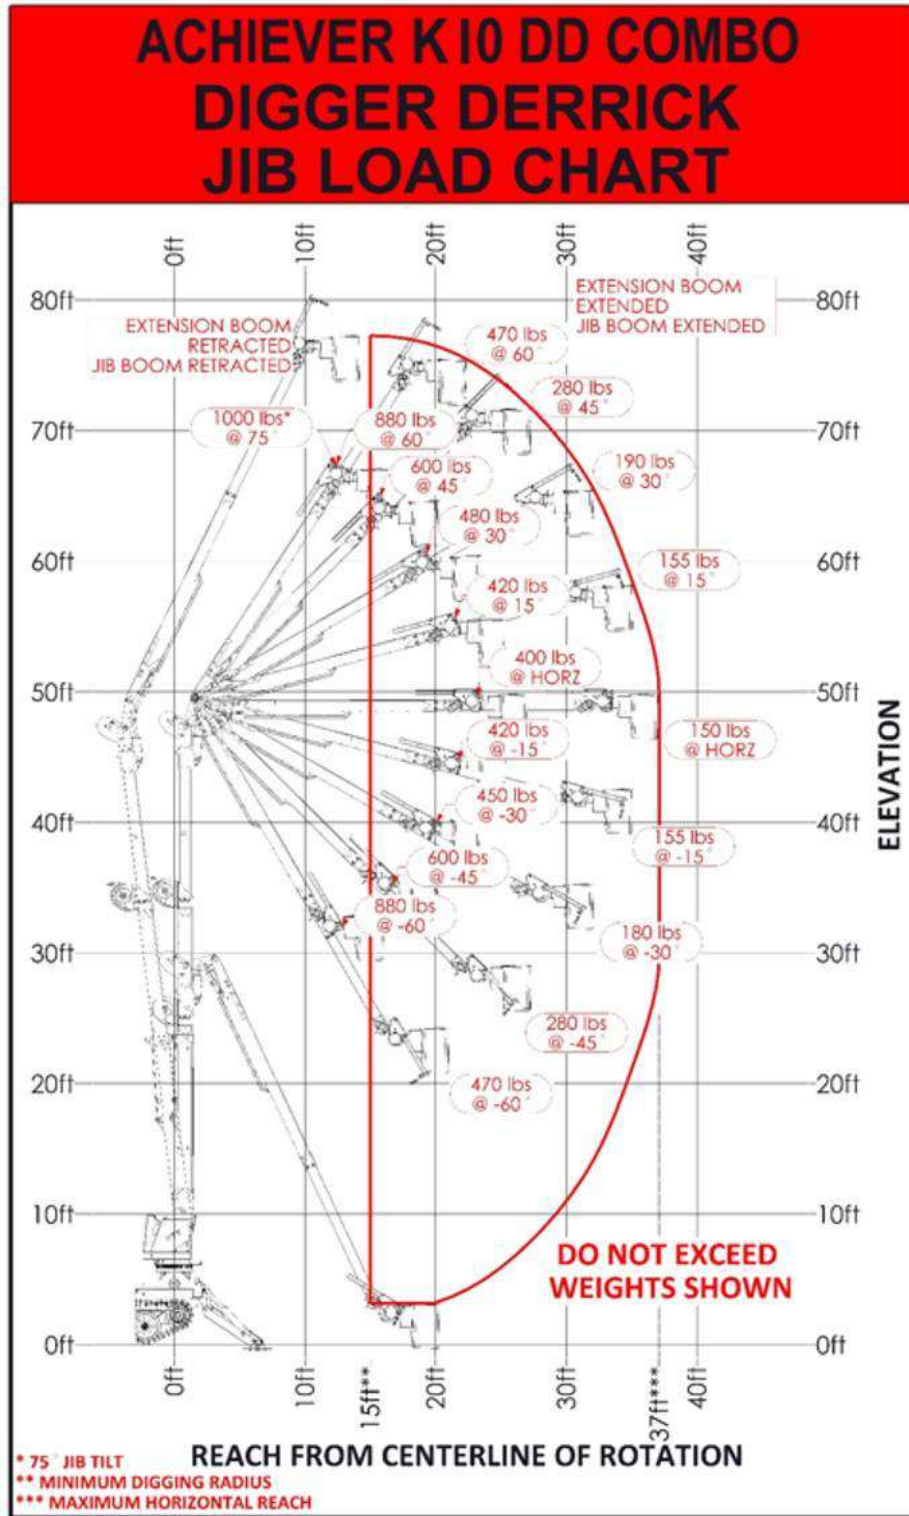 ACHIEVER K10 DD COMBO
DIGGER DERRICK
JIB LOAD CHART
0ft
10ft
20ft
30ft
40ft
80ft
80ft
EXTENSION BOOM
RETRACTED
JIB BOOM RETRACTED
EXTENSION BOOM
EXTENDED
JIB BOOM EXTENDED
470 lbs
@ 60°
280 lbs
@ 45°
1000 lbs*
@ 75°
880 lbs
@ 60°
70ft
70ft
600 lbs
@ 45°
190 lbs
@ 30°
480 lbs
@ 30°
60ft
60ft
155 lbs
@ 15°
420 lbs
@ 15°
400 lbs
@ HORZ
50ft
50ft
150 lbs
@ HORZ
420 lbs
@ -15°
ELEVATION
450 lbs
@ -30°
40ft
40ft
155 lbs
@ -15°
600 lbs
@ -45°
880 lbs
@ -60°
180 lbs
@ -30°
30ft
30ft
280 lbs
@ -45°
470 lbs
@ -60°
20ft
20ft
10ft
10ft
DO NOT EXCEED
WEIGHTS SHOWN
0ft
0ft
0ft
10ft
15ft**
20ft
30ft
37ft***
40ft
REACH FROM CENTERLINE OF ROTATION
* 75° JIB TILT
** MINIMUM DIGGING RADIUS
*** MAXIMUM HORIZONTAL REACH